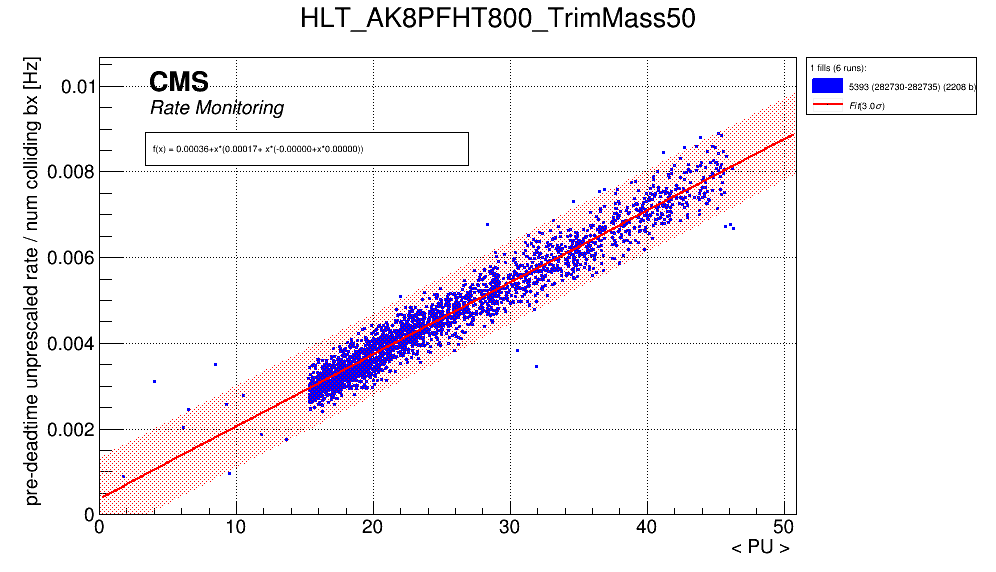 HLT_AK8PFHT800_TrimMass50
pre-deadtime unprescaled rate / num colliding bx [Hz]
CMS
Rate Monitoring
f(x) = 0.00036+x*(0.00017+ x*(-0.00000+x*0.00000))
0.01
0.008
0.006
0.004
0.002
0
0 10 20 30 40 50
< PU >
1 fills (6 runs):
5393 (282730-282735) (2208 b)
Fit(3.0σ)